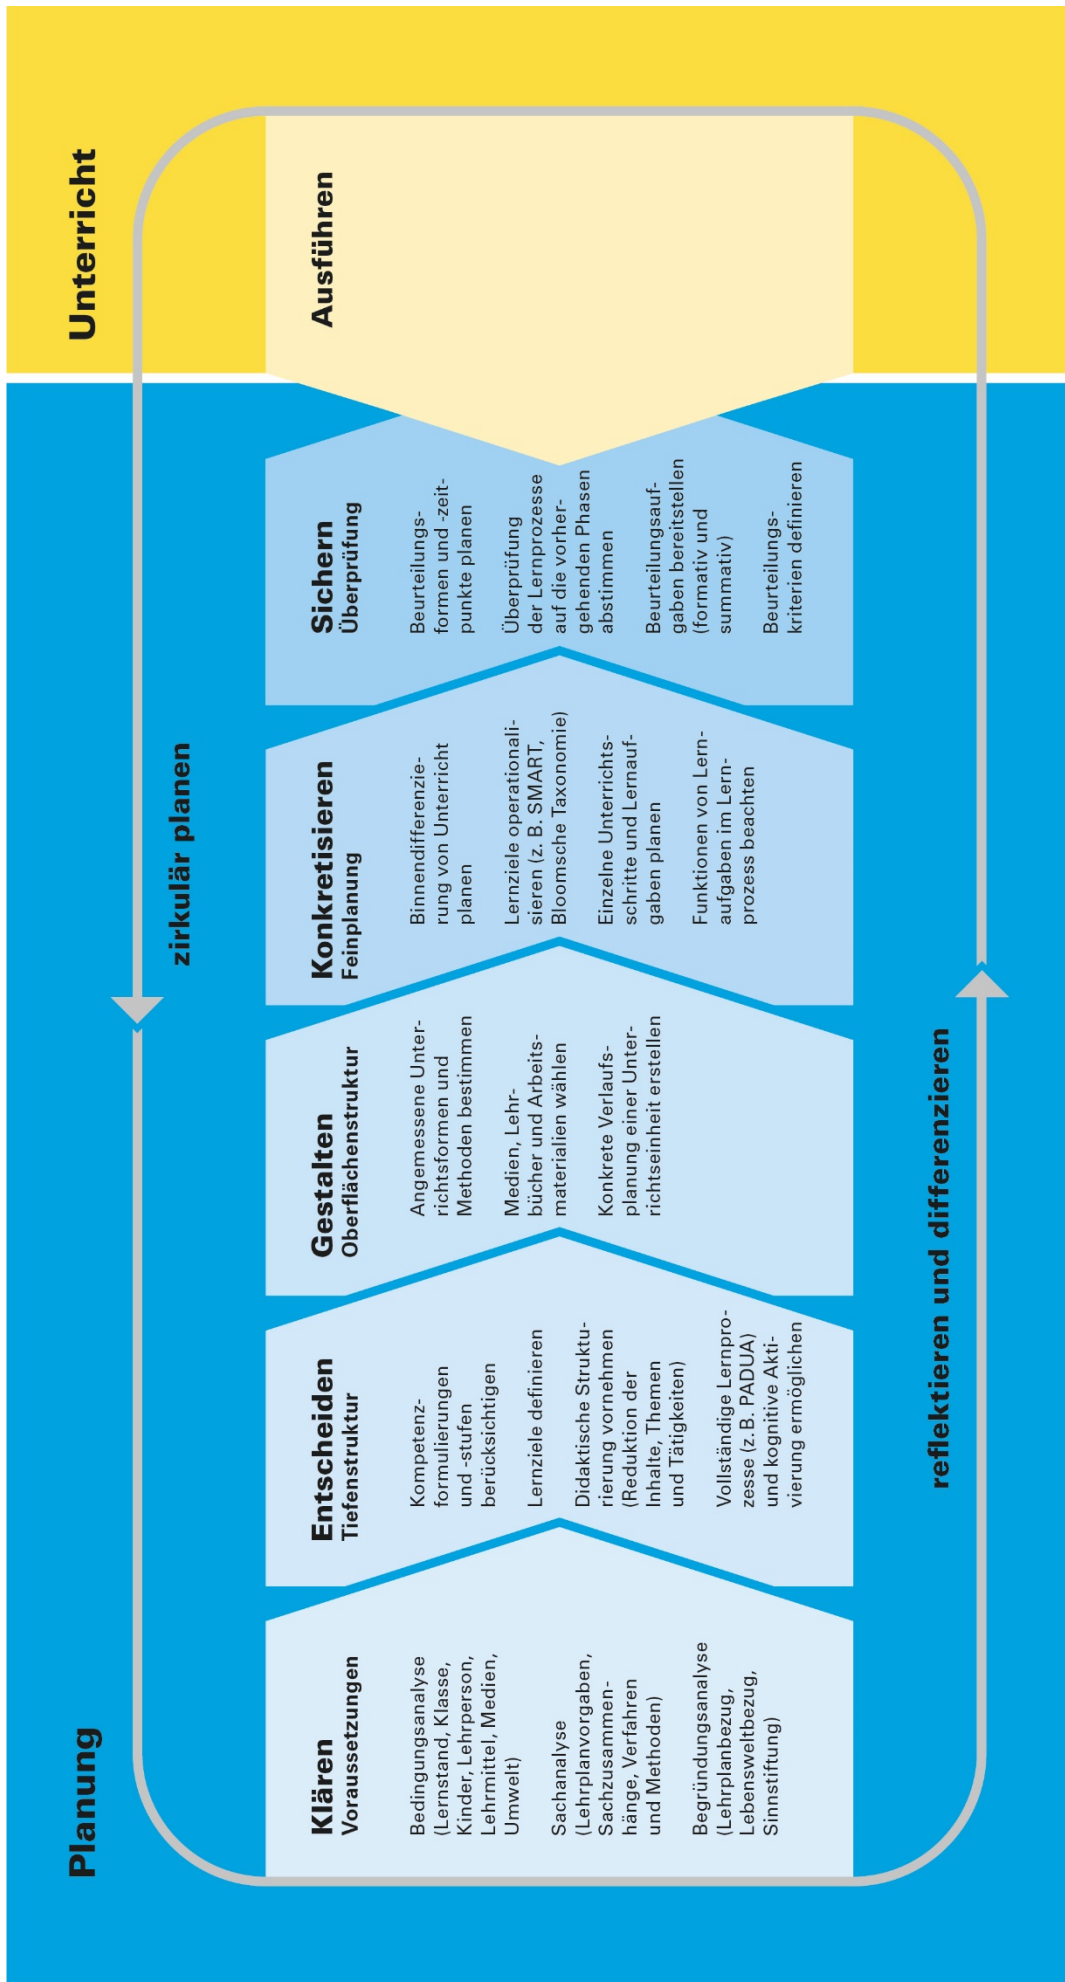 Planung
Unterricht
zirkulär planen
Klären
Voraussetzungen
Bedingungsanalyse
(Lernstand, Klasse,
Kinder, Lehrperson,
Lehrmittel, Medien,
Umwelt)
Sachanalyse
(Lehrplanvorgaben,
Sachzusammen-
hänge, Verfahren
und Methoden)
Begründungsanalyse
(Lehrplanbezug,
Lebensweltbezug,
Sinnstiftung)
Entscheiden
Tiefenstruktur
Kompetenz-
formulierungen
und -stufen
berücksichtigen
Lernziele definieren
Didaktische Struktu-
rierung vornehmen
(Reduktion der
Inhalte, Themen
und Tätigkeiten)
Vollständige Lernpro-
zesse (z. B. PADUA)
und kognitive Akti-
vierung ermöglichen
Gestalten
Oberflächenstruktur
Angemessene Unter-
richtsformen und
Methoden bestimmen
Medien, Lehr-
bücher und Arbeits-
materialien wählen
Konkrete Verlaufs-
planung einer Unter-
richtseinheit erstellen
Konkretisieren
Feinplanung
Binnendifferenzie-
rung von Unterricht
planen
Lernziele operationali-
sieren (z. B. SMART,
Bloomsche Taxonomie)
Einzelne Unterrichts-
schritte und Lernauf-
gaben planen
Funktionen von Lern-
aufgaben im Lern-
prozess beachten
Sichern
Überprüfung
Beurteilungs-
formen und -zeit-
punkte planen
Überprüfung
der Lernprozesse
auf die vorher-
gehenden Phasen
abstimmen
Beurteilungsauf-
gaben bereitstellen
(formativ und
summativ)
Beurteilungs-
kriterien definieren
Ausführen
reflektieren und differenzieren